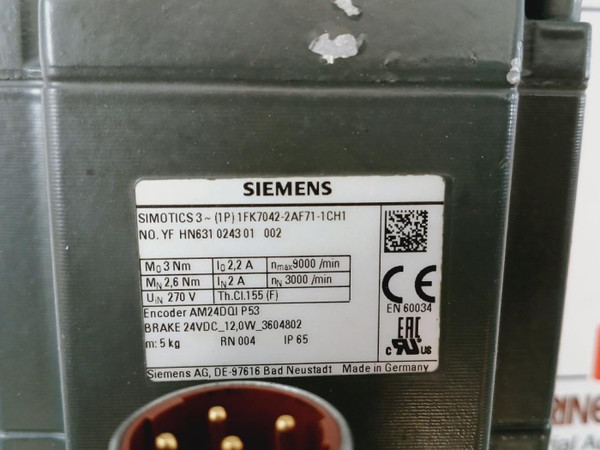 SIEMENS
SIMOTICS 3~ (1P) 1FK7042-2AF71-1CH1
NO. YF HN631 0243 01 002
M0 3 Nm I0 2,2 A nmax9000 /min
MN 2,6 Nm IN 2 A nN 3000 /min
UIN 270 V Th.Cl.155 (F)
CE
EN 60034
Encoder AM24DQI P53
BRAKE 24VDC_12,0W_3604802
EAC
m: 5 kg RN 004 IP 65
c RU US
Siemens AG, DE-97616 Bad Neustadt Made in Germany